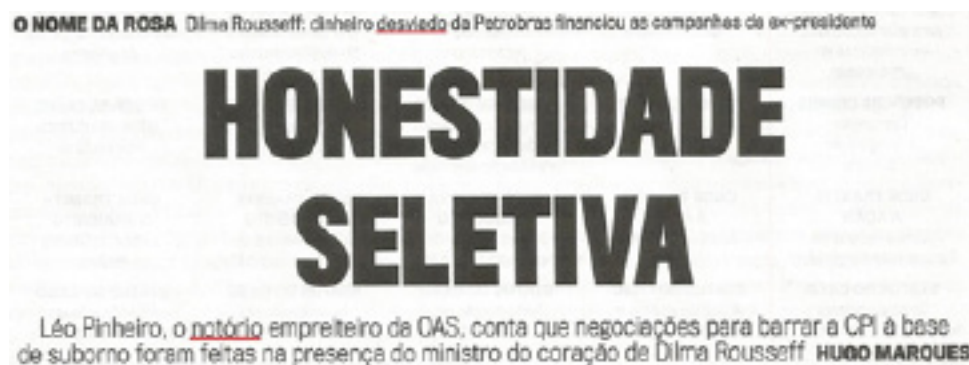 O NOME DA ROSA Dilma Rousseff: dinheiro desviado da Petrobras financiou as campanhas da ex-presidente
HONESTIDADE
SELETIVA
Léo Pinheiro, o notório empreiteiro da OAS, conta que negociações para barrar a CPI à base
de suborno foram feitas na presença do ministro do coração de Dilma Rousseff HUGO MARQUES